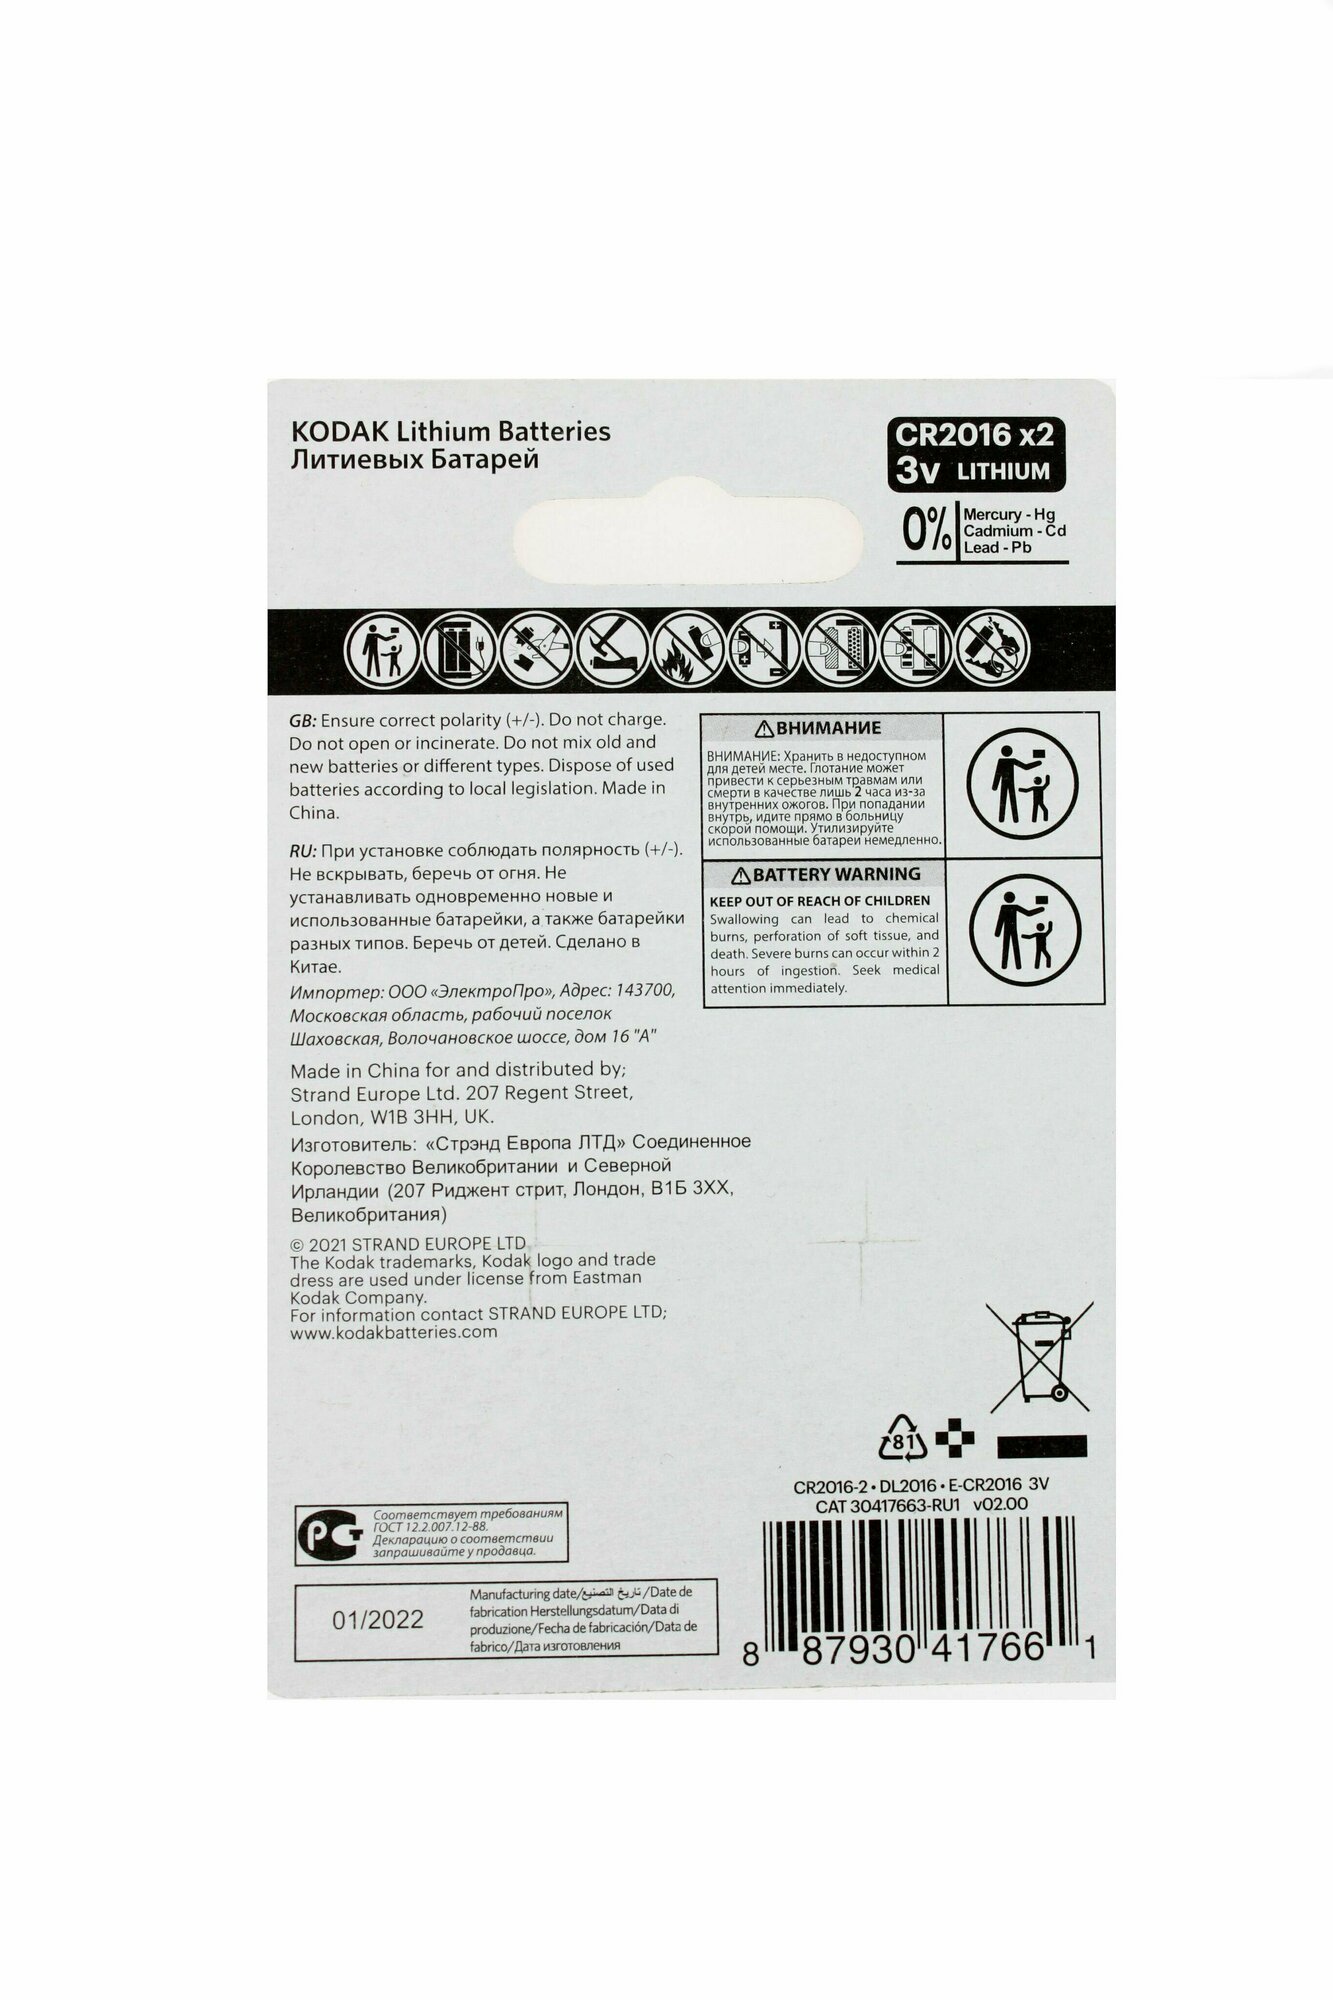 KODAK Lithium Batteries
Литиевых Батарей
CR2016 x2
3v LITHIUM
0%
Mercury - Hg
Cadmium - Cd
Lead - Pb
GB: Ensure correct polarity (+/-). Do not charge.
Do not open or incinerate. Do not mix old and
new batteries or different types. Dispose of used
batteries according to local legislation. Made in
China.
RU: При установке соблюдать полярность (+/-).
Не вскрывать, беречь от огня. Не
устанавливать одновременно новые и
использованные батарейки, а также батарейки
разных типов. Беречь от детей. Сделано в
Китае.
Импортер: ООО «ЭлектроПро», Адрес: 143700,
Московская область, рабочий поселок
Шаховская, Волочановское шоссе, дом 16 "А"
Made in China for and distributed by;
Strand Europe Ltd. 207 Regent Street,
London, W1B 3HH, UK.
Изготовитель: «Стрэнд Европа ЛТД» Соединенное
Королевство Великобритании и Северной
Ирландии (207 Риджент стрит, Лондон, В1Б 3ХХ,
Великобритания)
© 2021 STRAND EUROPE LTD
The Kodak trademarks, Kodak logo and trade
dress are used under license from Eastman
Kodak Company.
For information contact STRAND EUROPE LTD;
www.kodakbatteries.com
ВНИМАНИЕ
ВНИМАНИЕ: Хранить в недоступном
для детей месте. Глотание может
привести к серьезным травмам или
смерти в качестве лишь 2 часа из-за
внутренних ожогов. При попадании
внутрь, идите прямо в больницу
скорой помощи. Утилизируйте
использованные батареи немедленно.
BATTERY WARNING
KEEP OUT OF REACH OF CHILDREN
Swallowing can lead to chemical
burns, perforation of soft tissue, and
death. Severe burns can occur within 2
hours of ingestion. Seek medical
attention immediately.
81
CR2016-2 • DL2016 • E-CR2016 3V
CAT 30417663-RU1 v02.00
8 87930 41766 1
РСТ
Соответствует требованиям
ГОСТ 12.2.007.12-88.
Декларацию о соответствии
запрашивайте у продавца.
01/2022
Manufacturing date/تاريخ التصنيع/Date de
fabrication Herstellungsdatum/Data di
produzione/Fecha de fabricación/Data de
fabrico/Дата изготовления